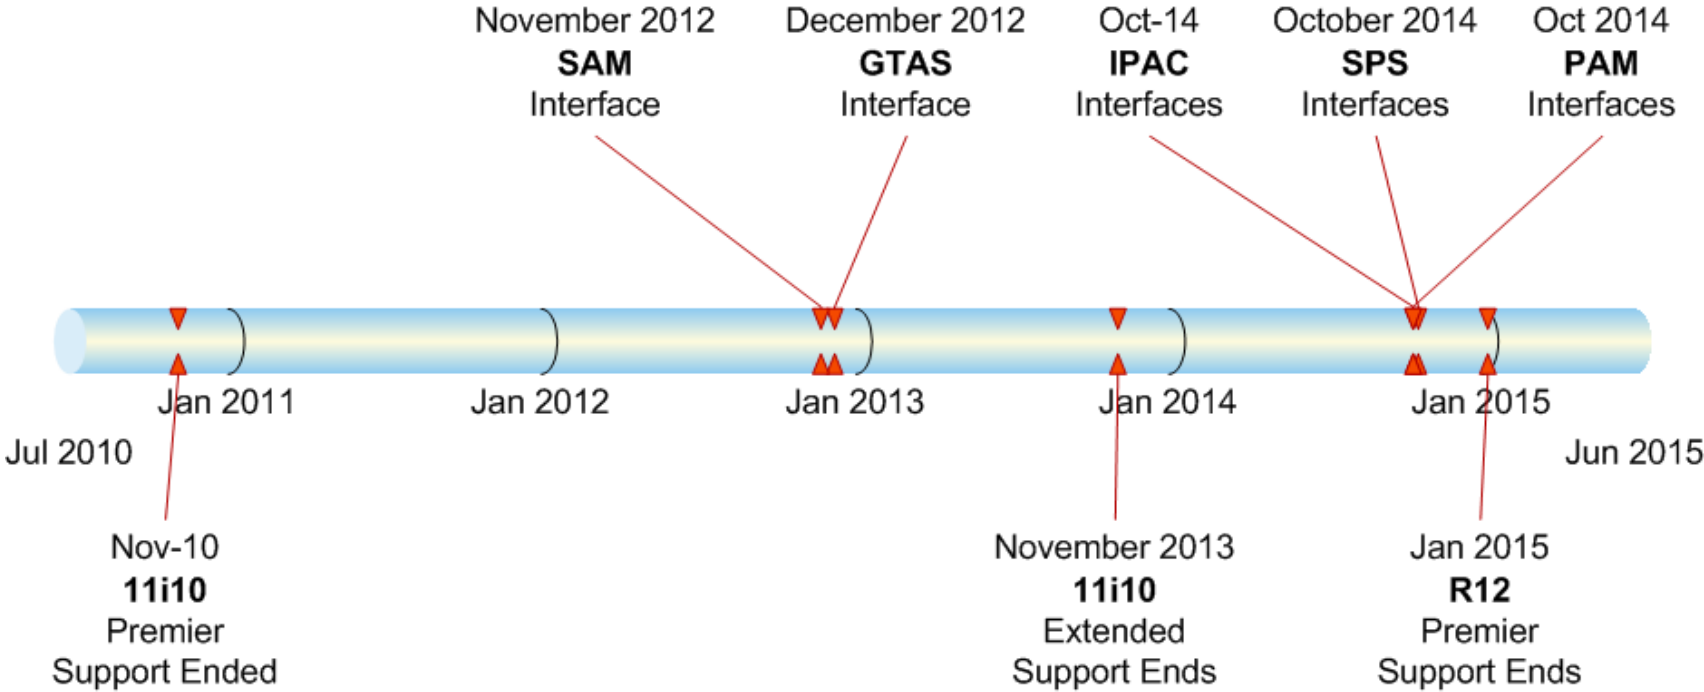 November 2012
SAM
Interface
December 2012
GTAS
Interface
Oct-14
IPAC
Interfaces
October 2014
SPS
Interfaces
Oct 2014
PAM
Interfaces
Jan 2011
Jan 2012
Jan 2013
Jan 2014
Jan 2015
Jul 2010
Jun 2015
Nov-10
11i10
Premier
Support Ended
November 2013
11i10
Extended
Support Ends
Jan 2015
R12
Premier
Support Ends